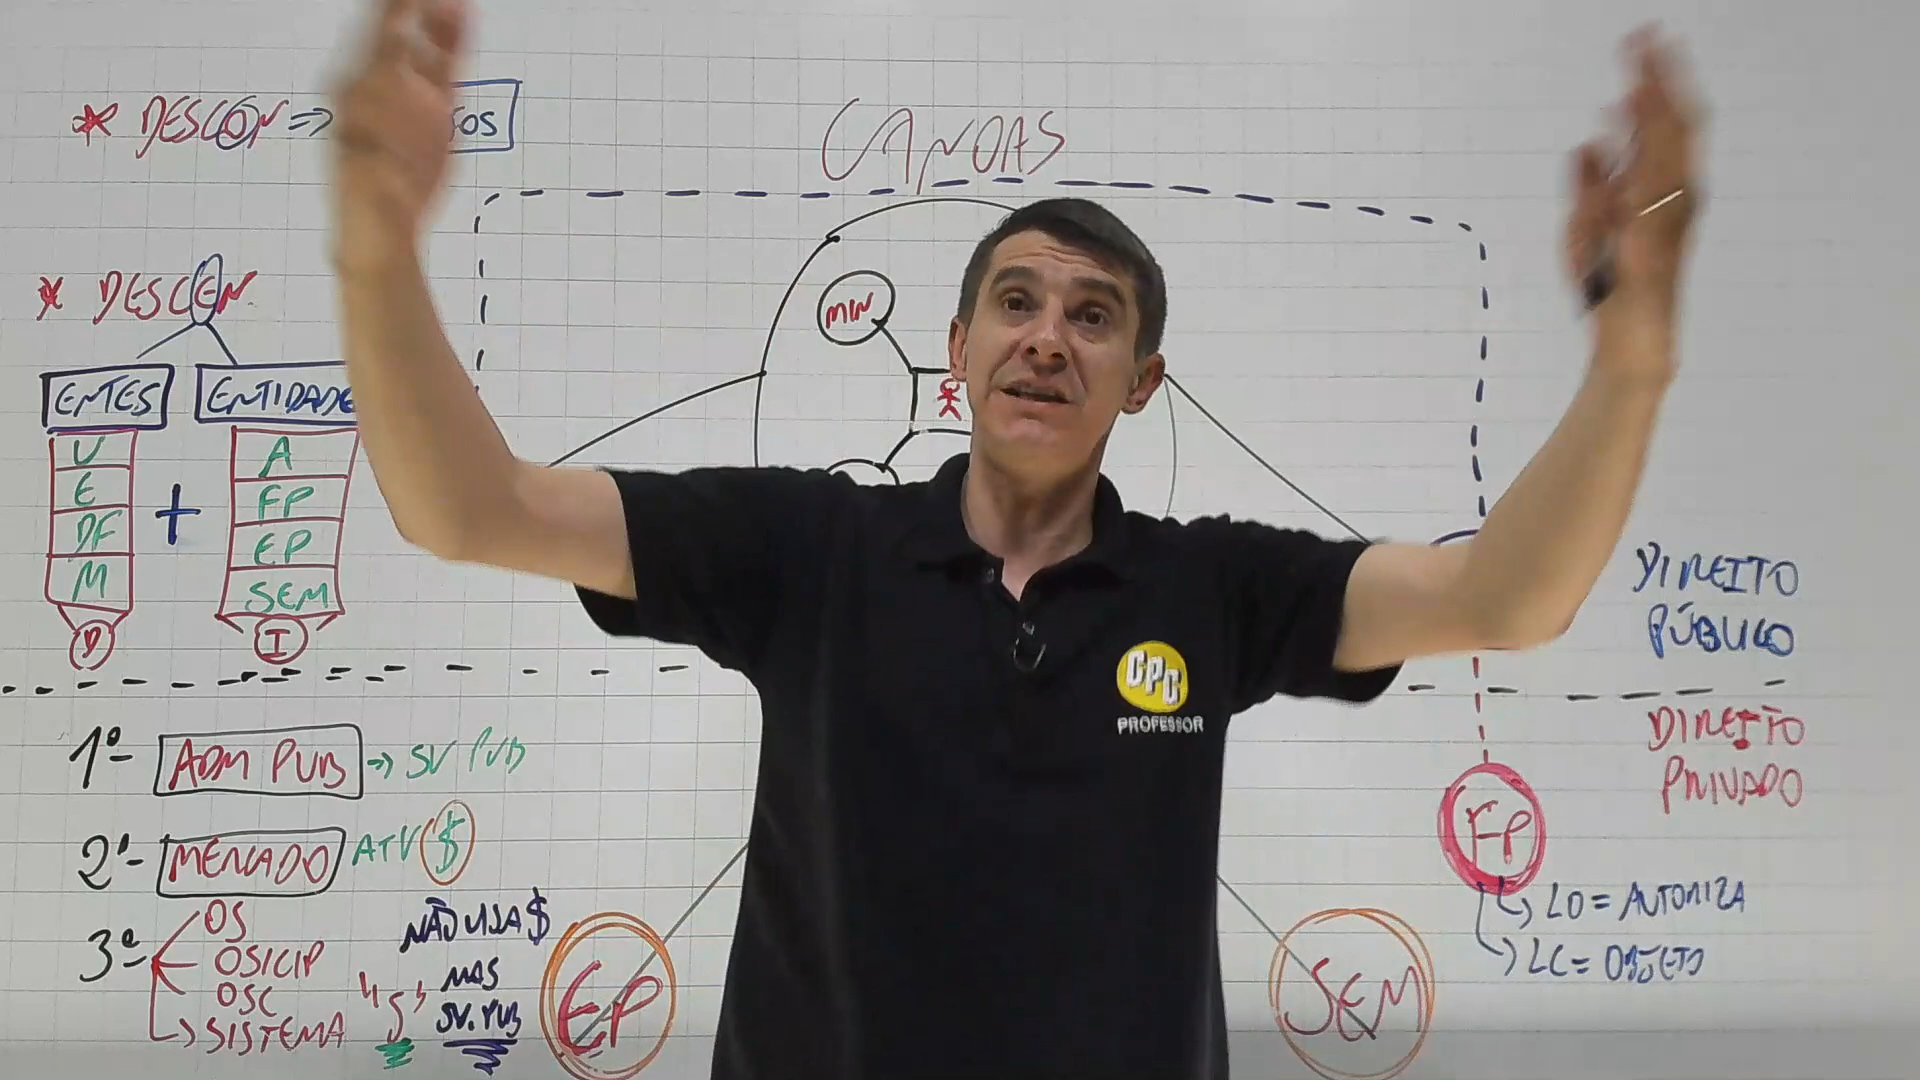 * DESCON => OS
CANOAS
* DESCEN
MIN
ENTES ENTIDADE
U A
E FP
DF + EP
M SEM
D I
DIREITO
PÚBLICO
DIREITO
PRIVADO
CPC
PROFESSOR
1º- ADM PUB -> SV PUB
2º- MERCADO ATV $
3º- OS
OSICIP
OSC
SISTEMA "S"
NÃO VISA $
MAS
SV. PUB
EP
SEM
FP
LO = AUTORIZA
LC = OBJETO